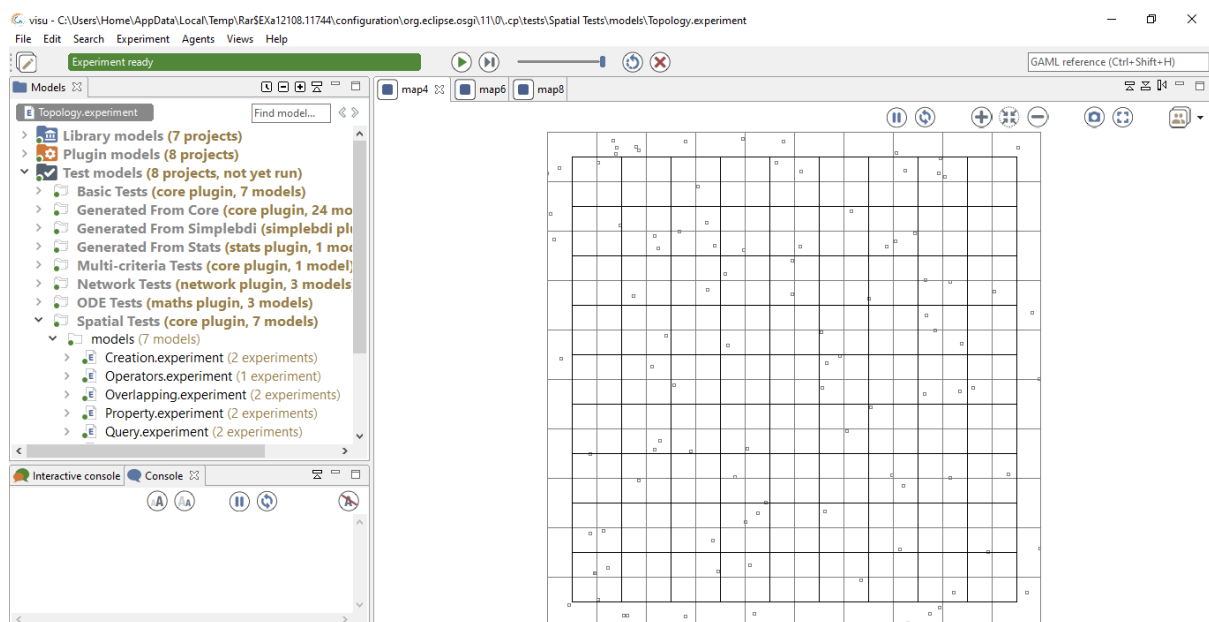 visu - C:\Users\Home\AppData\Local\Temp\Rar$EXa12108.11744\configuration\org.eclipse.osgi\11\0\.cp\tests\Spatial Tests\models\Topology.experiment
File Edit Search Experiment Agents Views Help
Experiment ready
GAML reference (Ctrl+Shift+H)
Models
map4 map6 map8
Topology.experiment
Find model...
Library models (7 projects)
Plugin models (8 projects)
Test models (8 projects, not yet run)
Basic Tests (core plugin, 7 models)
Generated From Core (core plugin, 24 mo
Generated From Simplebdi (simplebdi plu
Generated From Stats (stats plugin, 1 mod
Multi-criteria Tests (core plugin, 1 model)
Network Tests (network plugin, 3 models
ODE Tests (maths plugin, 3 models)
Spatial Tests (core plugin, 7 models)
models (7 models)
Creation.experiment (2 experiments)
Operators.experiment (1 experiment)
Overlapping.experiment (2 experiments)
Property.experiment (2 experiments)
Query.experiment (2 experiments)
Interactive console Console